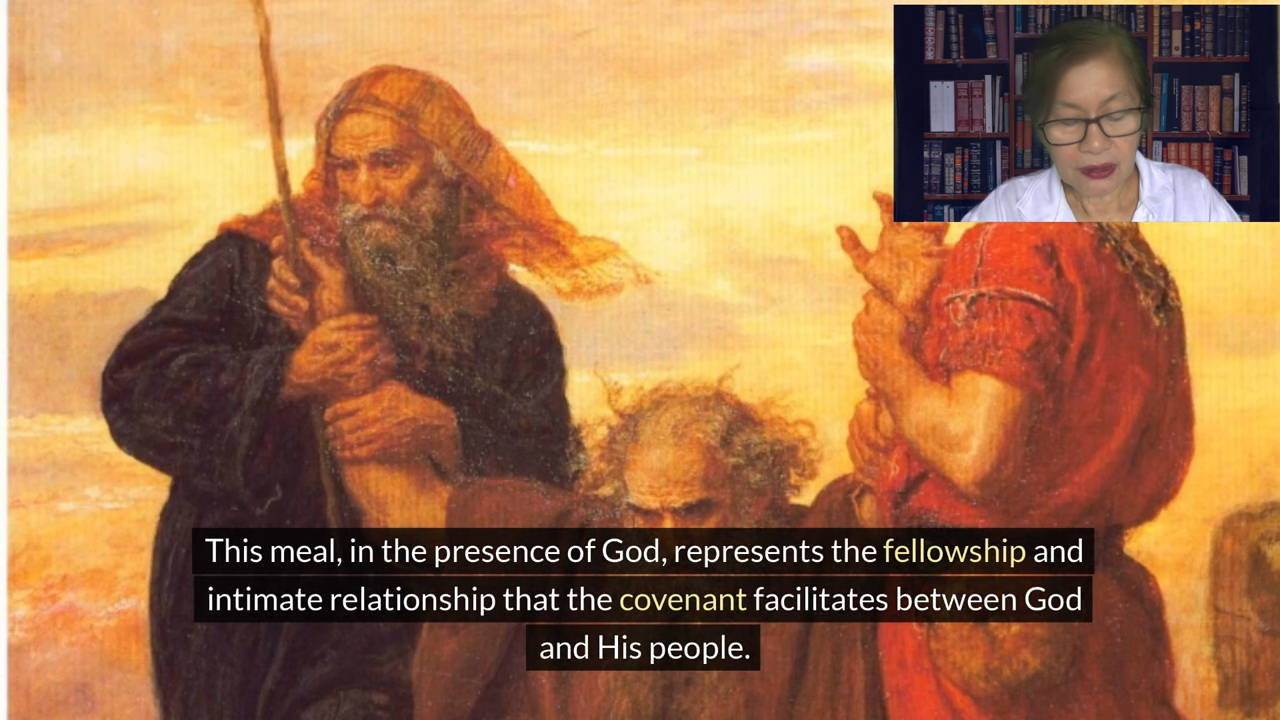 This meal, in the presence of God, represents the fellowship and
intimate relationship that the covenant facilitates between God
and His people.